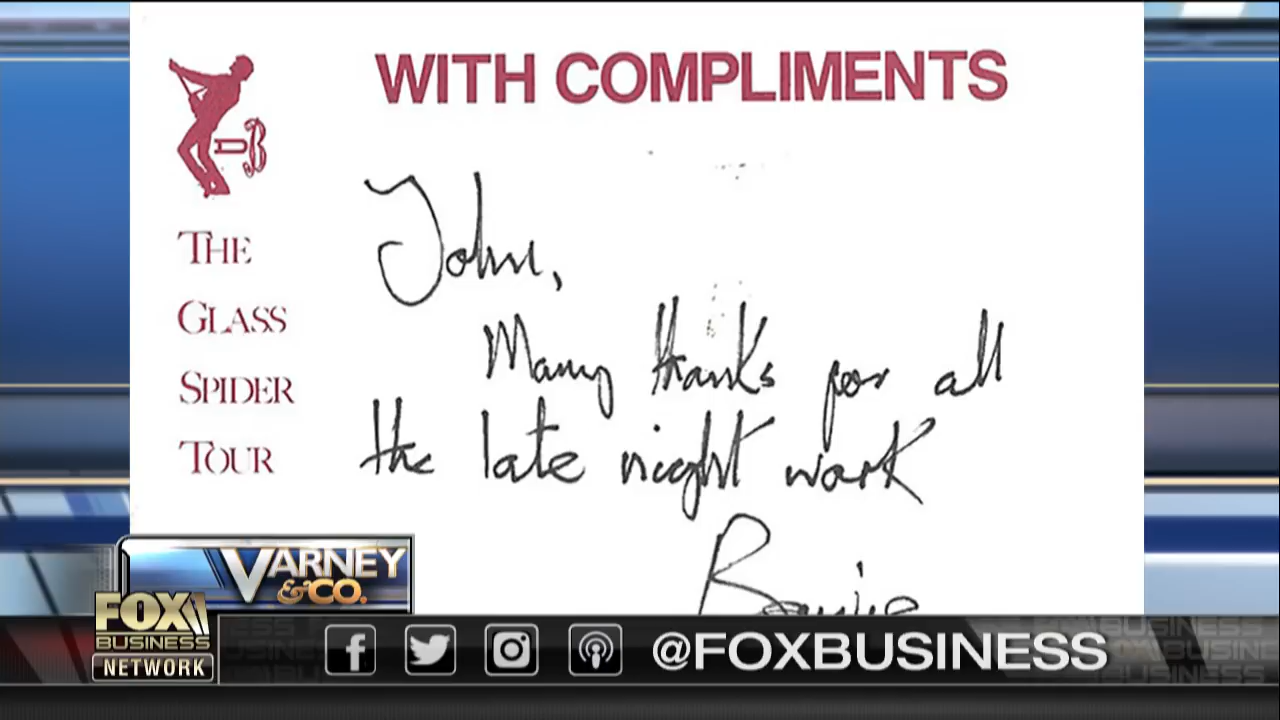 WITH COMPLIMENTS
DB
THE
GLASS
SPIDER
TOUR
John,
Many thanks for all
the late night work
VARNEY
& CO.
FOX
BUSINESS
NETWORK
@FOXBUSINESS